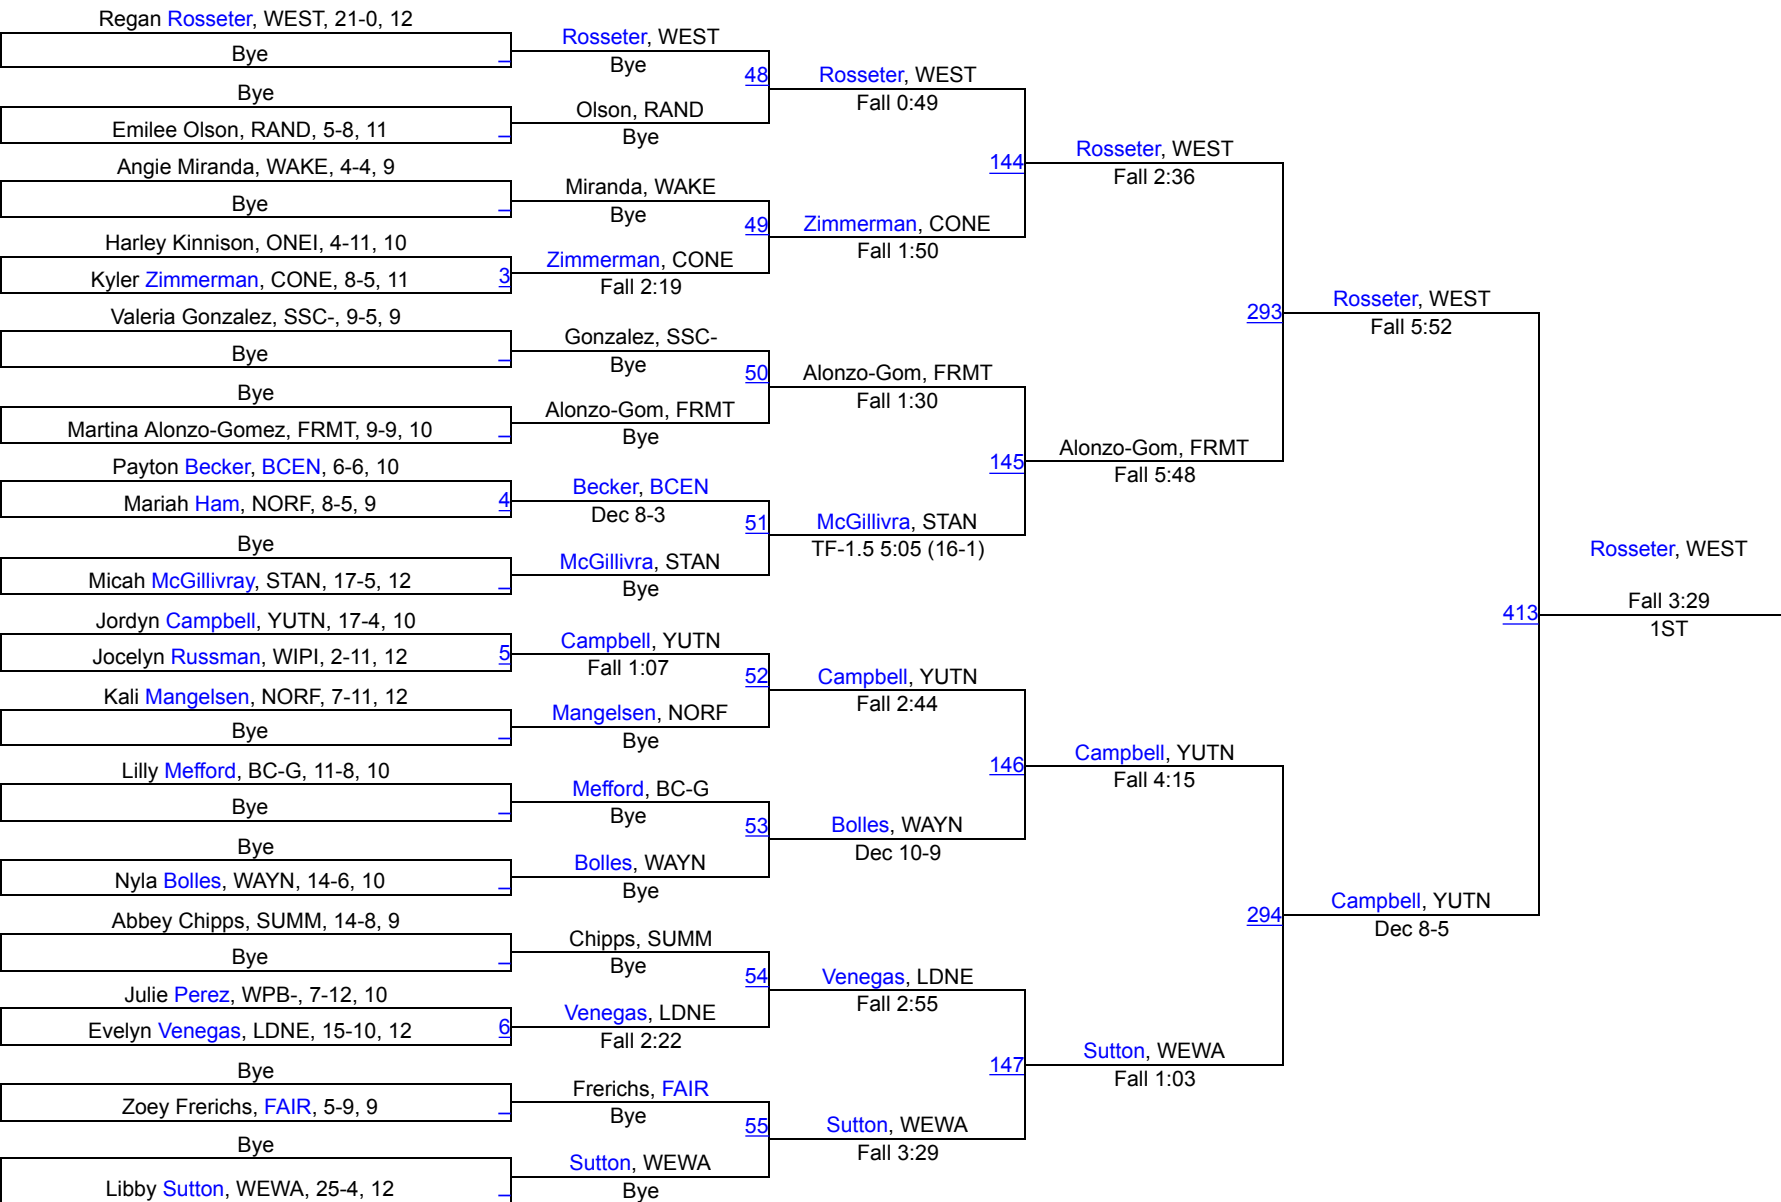 Regan Rosseter, WEST, 21-0, 12
Bye
Bye
Emilee Olson, RAND, 5-8, 11
Angie Miranda, WAKE, 4-4, 9
Bye
Harley Kinnison, ONEI, 4-11, 10
Kyler Zimmerman, CONE, 8-5, 11
3
Valeria Gonzalez, SSC-, 9-5, 9
Bye
Bye
Martina Alonzo-Gomez, FRMT, 9-9, 10
Payton Becker, BCEN, 6-6, 10
Mariah Ham, NORF, 8-5, 9
4
Bye
Micah McGillivray, STAN, 17-5, 12
Jordyn Campbell, YUTN, 17-4, 10
Jocelyn Russman, WIPI, 2-11, 12
5
Kali Mangelsen, NORF, 7-11, 12
Bye
Lilly Mefford, BC-G, 11-8, 10
Bye
Bye
Nyla Bolles, WAYN, 14-6, 10
Abbey Chipps, SUMM, 14-8, 9
Bye
Julie Perez, WPB-, 7-12, 10
Evelyn Venegas, LDNE, 15-10, 12
6
Bye
Zoey Frerichs, FAIR, 5-9, 9
Bye
Libby Sutton, WEWA, 25-4, 12
Rosseter, WEST
Bye
48
Olson, RAND
Bye
Miranda, WAKE
Bye
49
Zimmerman, CONE
Fall 2:19
Gonzalez, SSC-
Bye
50
Alonzo-Gom, FRMT
Bye
Becker, BCEN
Dec 8-3
51
McGillivra, STAN
Bye
Campbell, YUTN
Fall 1:07
52
Mangelsen, NORF
Bye
Mefford, BC-G
Bye
53
Bolles, WAYN
Bye
Chipps, SUMM
Bye
54
Venegas, LDNE
Fall 2:22
Frerichs, FAIR
Bye
55
Sutton, WEWA
Bye
Rosseter, WEST
Fall 0:49
144
Zimmerman, CONE
Fall 1:50
Alonzo-Gom, FRMT
Fall 1:30
145
McGillivra, STAN
TF-1.5 5:05 (16-1)
Campbell, YUTN
Fall 2:44
146
Bolles, WAYN
Dec 10-9
Venegas, LDNE
Fall 2:55
147
Sutton, WEWA
Fall 3:29
Rosseter, WEST
Fall 2:36
293
Alonzo-Gom, FRMT
Fall 5:48
Campbell, YUTN
Fall 4:15
294
Sutton, WEWA
Fall 1:03
Rosseter, WEST
Fall 5:52
413
Campbell, YUTN
Dec 8-5
Rosseter, WEST
Fall 3:29
1ST